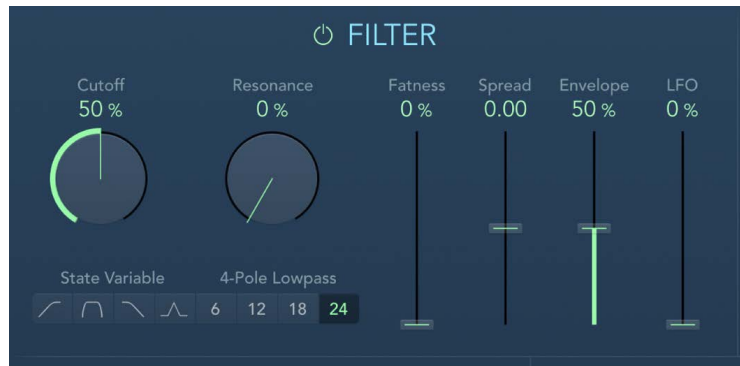 FILTER
Cutoff Resonance Fatness Spread Envelope LFO
50 % 0 % 0 % 0.00 50 % 0 %
State Variable 4-Pole Lowpass
6 12 18 24